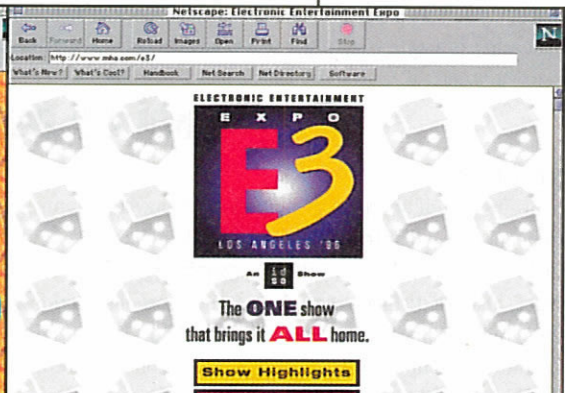 Netscape: Electronic Entertainment Expo
Back Forward Home Reload Images Open Print Find Stop
Location: http://www.mha.com/e3/
What's New? What's Cool? Handbook Net Search Net Directory Software
N
ELECTRONIC ENTERTAINMENT
EXPO
E3
LOS ANGELES '96
An Show
The ONE show
that brings it ALL home.
Show Highlights